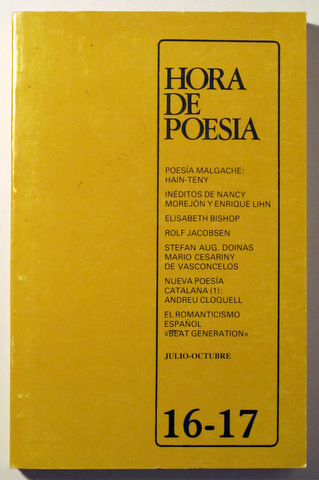 HORA
DE
POESIA
POESÍA MALGACHE:
HAIN-TENY
INÉDITOS DE NANCY
MOREJÓN Y ENRIQUE LIHN
ELISABETH BISHOP
ROLF JACOBSEN
STEFAN AUG. DOINAS
MARIO CESARINY
DE VASCONCELOS
NUEVA POESÍA
CATALANA (1):
ANDREU CLOQUELL
EL ROMANTICISMO
ESPAÑOL
«BEAT GENERATION»
JULIO-OCTUBRE
16-17